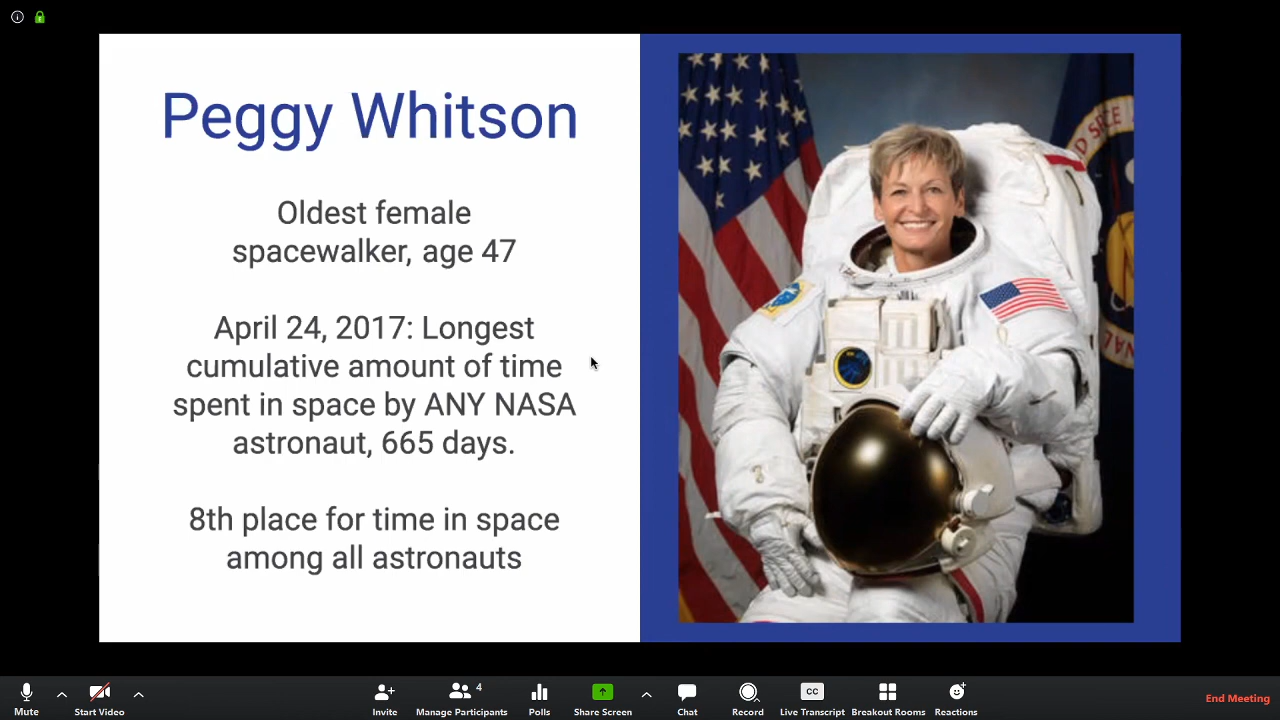 Peggy Whitson
Oldest female
spacewalker, age 47
April 24, 2017: Longest
cumulative amount of time
spent in space by ANY NASA
astronaut, 665 days.
8th place for time in space
among all astronauts
Mute
Start Video
Invite
4
Manage Participants
Polls
Share Screen
Chat
Record
CC
Live Transcript
Breakout Rooms
Reactions
End Meeting